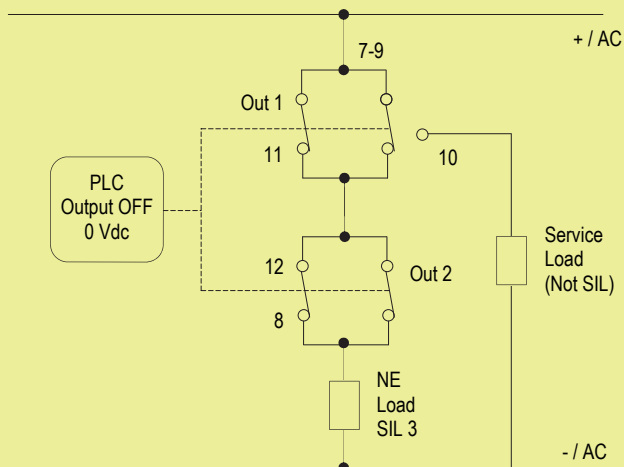 + / AC
7-9
Out 1
11
10
PLC
Output OFF
0 Vdc
Service
Load
(Not SIL)
12
Out 2
8
NE
Load
SIL 3
- / AC